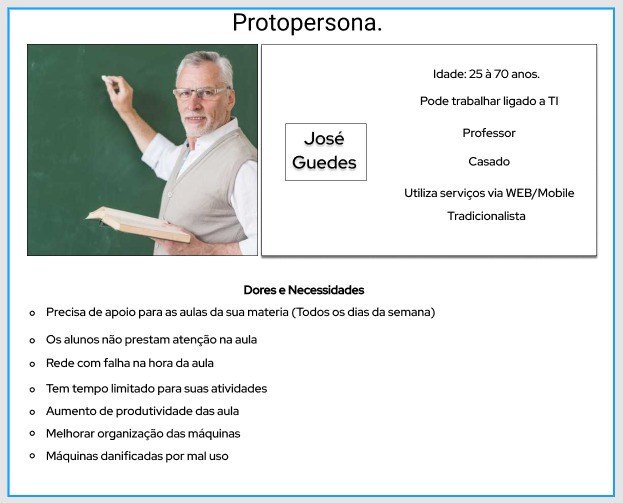 Protopersona.
José
Guedes
Idade: 25 à 70 anos.
Pode trabalhar ligado a TI
Professor
Casado
Utiliza serviços via WEB/Mobile
Tradicionalista
Dores e Necessidades
Precisa de apoio para as aulas da sua materia (Todos os dias da semana)
Os alunos não prestam atenção na aula
Rede com falha na hora da aula
Tem tempo limitado para suas atividades
Aumento de produtividade das aula
Melhorar organização das máquinas
Máquinas danificadas por mal uso